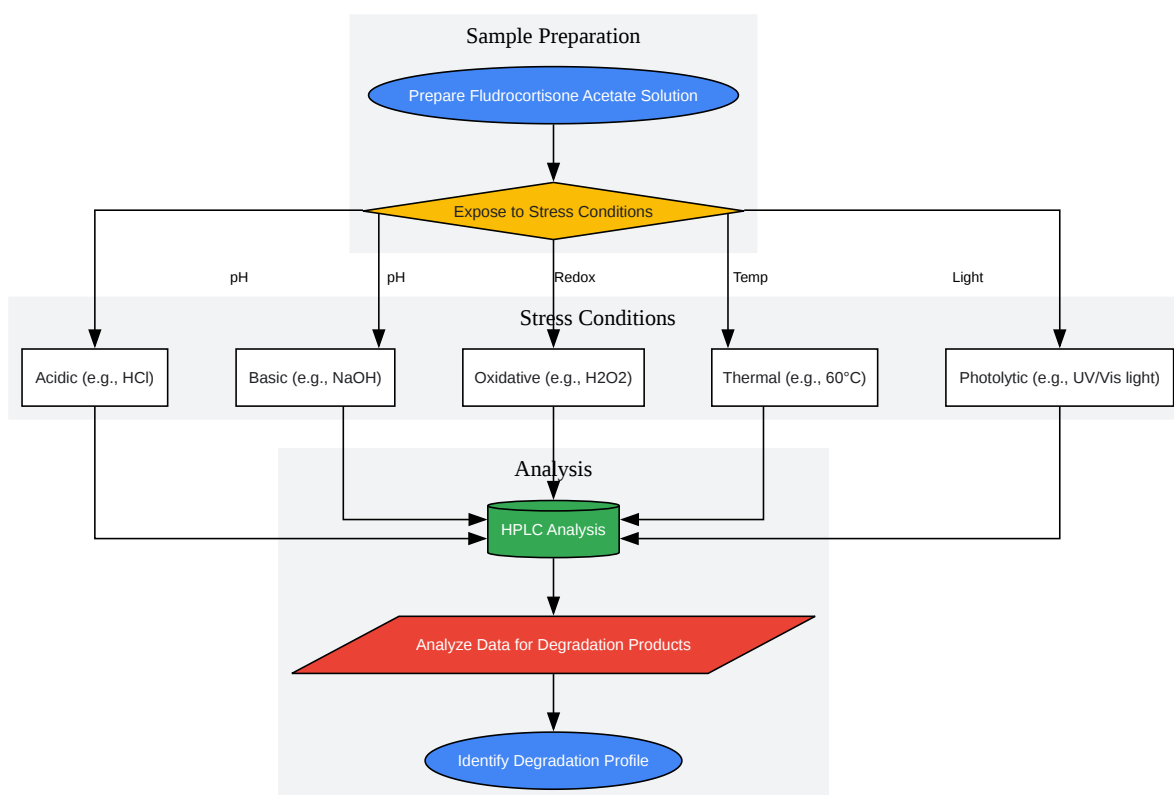 Sample Preparation
Prepare Fludrocortisone Acetate Solution
Expose to Stress Conditions
pH
pH
Redox
Temp
Light
Stress Conditions
Acidic (e.g., HCl)
Basic (e.g., NaOH)
Oxidative (e.g., H2O2)
Thermal (e.g., 60°C)
Photolytic (e.g., UV/Vis light)
Analysis
HPLC Analysis
Analyze Data for Degradation Products
Identify Degradation Profile